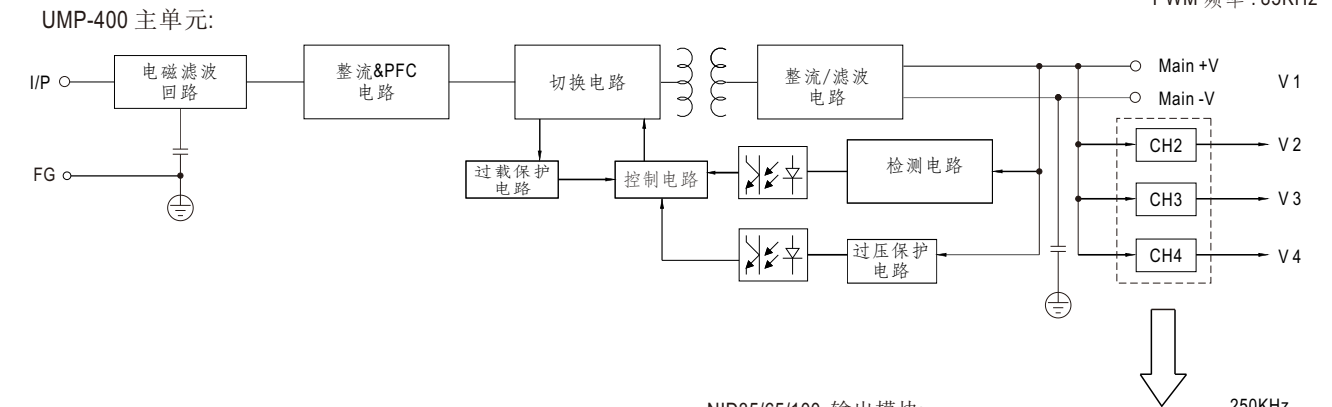 UMP-400 主单元:
I/P
电磁滤波
回路
整流&PFC
电路
切换电路
整流/滤波
电路
Main +V
Main -V
V 1
FG
过载保护
电路
控制电路
检测电路
过压保护
电路
CH2
V 2
CH3
V 3
CH4
V 4
250KHz